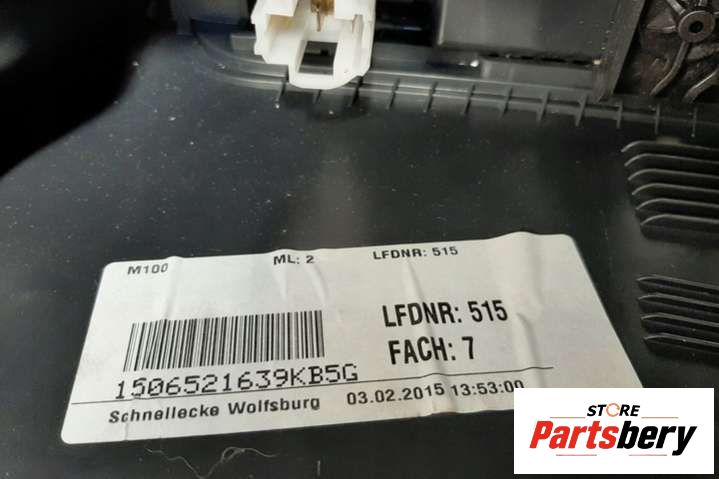 M100 ML: 2 LFDNR: 515
LFDNR: 515
FACH: 7
1506521639KB5G
Schnellecke Wolfsburg 03.02.2015 13:53:00
STORE
Partsbery